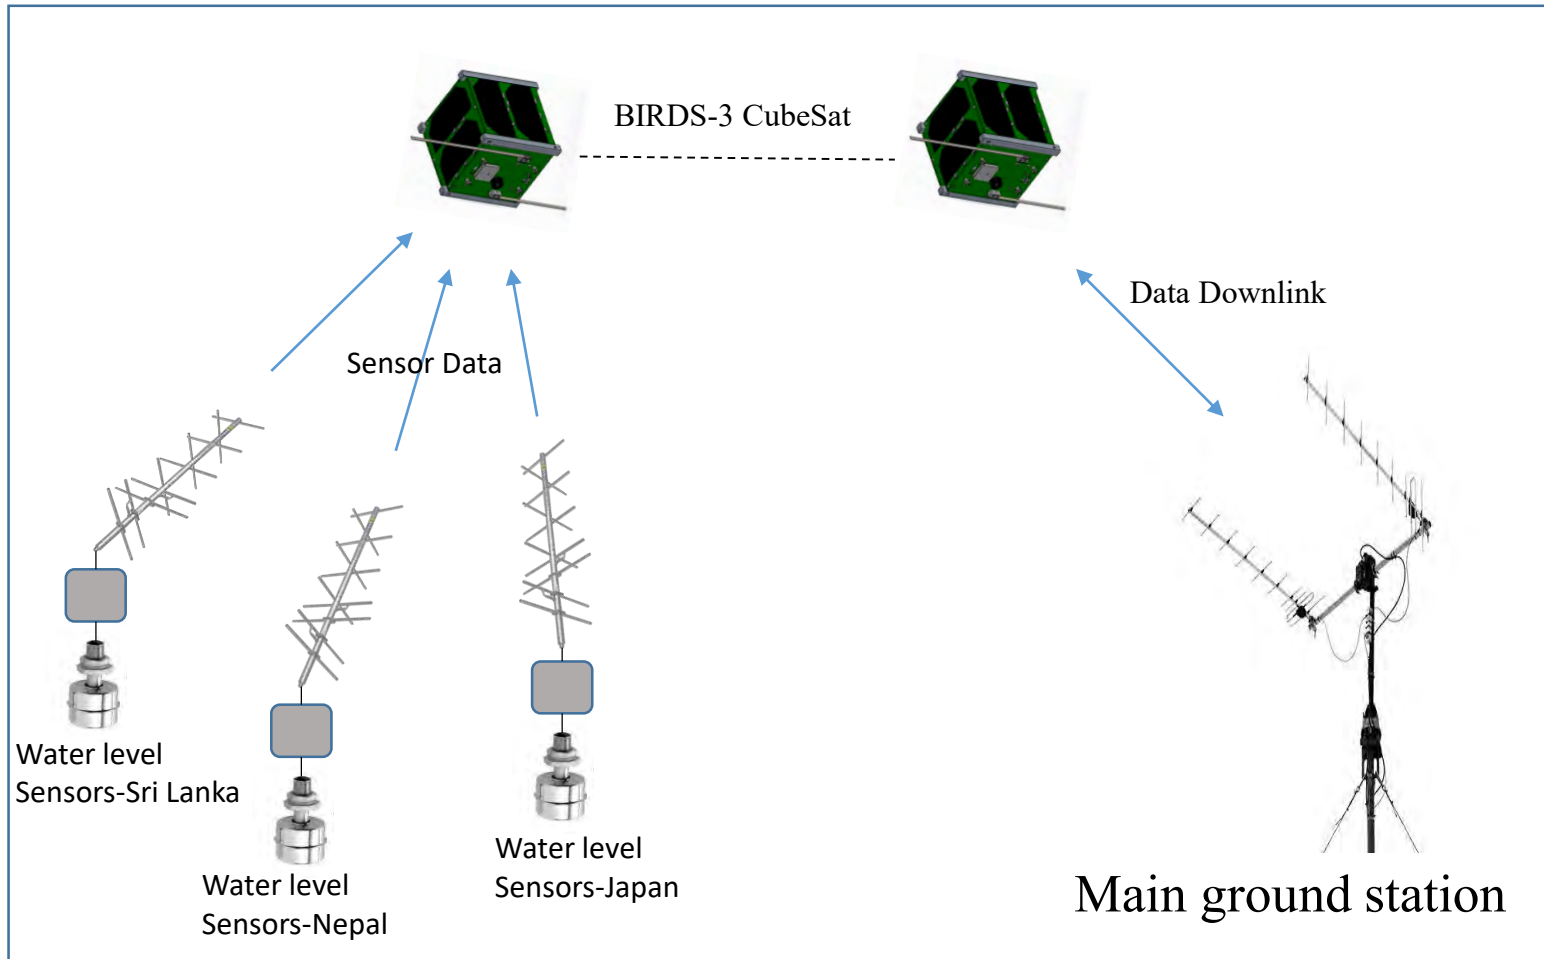 BIRDS-3 CubeSat
Data Downlink
Sensor Data
Water level
Sensors-Sri Lanka
Water level
Sensors-Nepal
Water level
Sensors-Japan
Main ground station